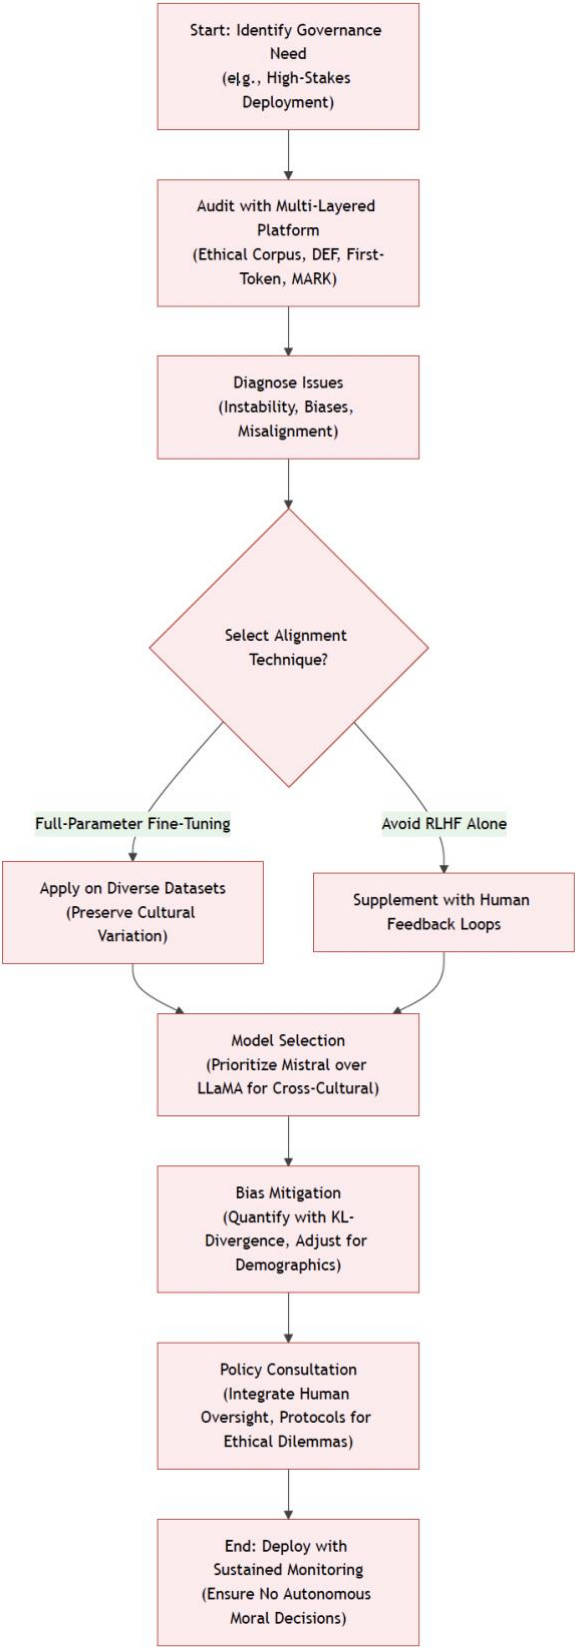 Start: Identify Governance
Need
(e.g., High-Stakes
Deployment)
Audit with Multi-Layered
Platform
(Ethical Corpus, DEF, First-
Token, MARK)
Diagnose Issues
(Instability, Biases,
Misalignment)
Select Alignment
Technique?
Full-Parameter Fine-Tuning
Avoid RLHF Alone
Apply on Diverse Datasets
(Preserve Cultural
Variation)
Supplement with Human
Feedback Loops
Model Selection
(Prioritize Mistral over
LLaMA for Cross-Cultural)
Bias Mitigation
(Quantify with KL-
Divergence, Adjust for
Demographics)
Policy Consultation
(Integrate Human
Oversight, Protocols for
Ethical Dilemmas)
End: Deploy with
Sustained Monitoring
(Ensure No Autonomous
Moral Decisions)